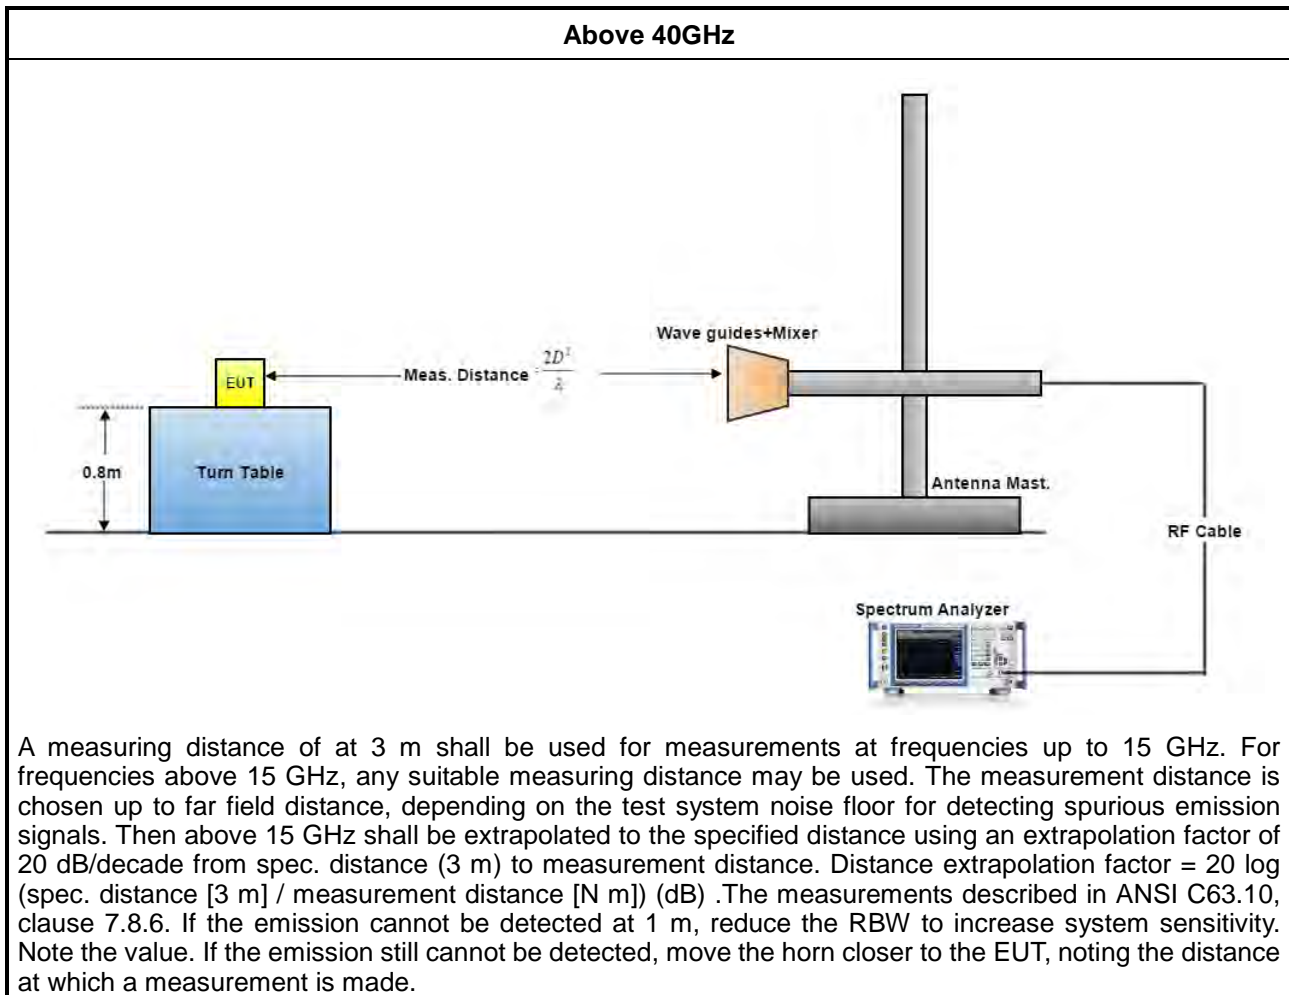 Above 40GHz
Wave guides+Mixer
EUT
Meas. Distance
2D²
λ
0.8m
Turn Table
Antenna Mast.
RF Cable
Spectrum Analyzer
A measuring distance of at 3 m shall be used for measurements at frequencies up to 15 GHz. For
frequencies above 15 GHz, any suitable measuring distance may be used. The measurement distance is
chosen up to far field distance, depending on the test system noise floor for detecting spurious emission
signals. Then above 15 GHz shall be extrapolated to the specified distance using an extrapolation factor of
20 dB/decade from spec. distance (3 m) to measurement distance. Distance extrapolation factor = 20 log
(spec. distance [3 m] / measurement distance [N m]) (dB) .The measurements described in ANSI C63.10,
clause 7.8.6. If the emission cannot be detected at 1 m, reduce the RBW to increase system sensitivity.
Note the value. If the emission still cannot be detected, move the horn closer to the EUT, noting the distance
at which a measurement is made.